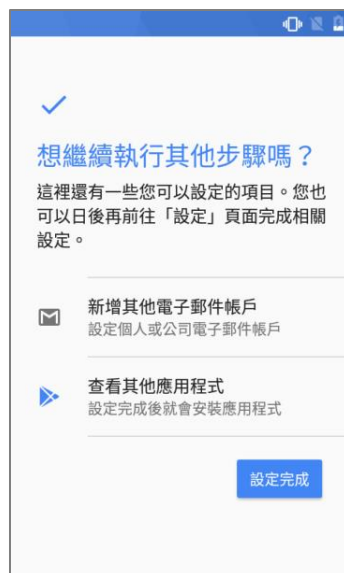 想繼續執行其他步驟嗎？
這裡還有一些您可以設定的項目。您也
可以日後再前往「設定」頁面完成相關
設定。
新增其他電子郵件帳戶
設定個人或公司電子郵件帳戶
查看其他應用程式
設定完成後就會安裝應用程式
設定完成